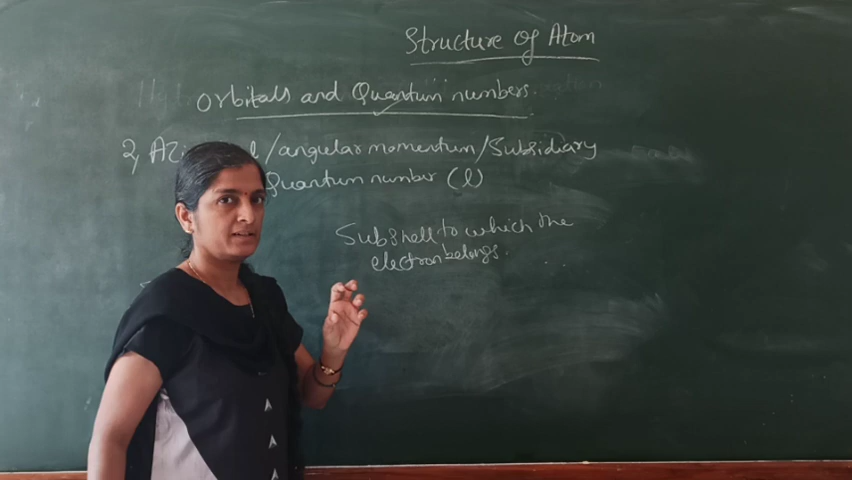 Structure of Atom
Orbitals and Quantum numbers.
2, Azi l/angular momentum/Subsidiary
Quantum number (l)
Subshell to which the
electron belongs.